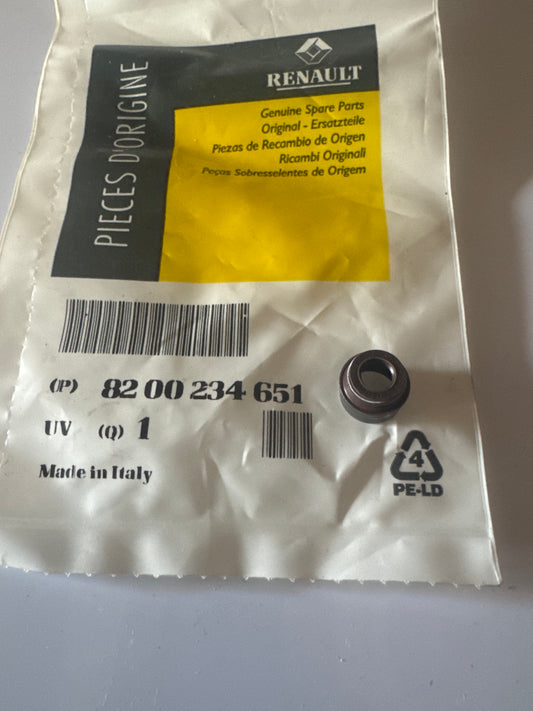 PIECES D'ORIGINE
RENAULT
Genuine Spare Parts
Original - Ersatzteile
Piezas de Recambio de Origen
Ricambi Originali
Peças Sobresselentes de Origem
(P) 82 00 234 651
UV (Q) 1
Made in Italy
4
PE-LD